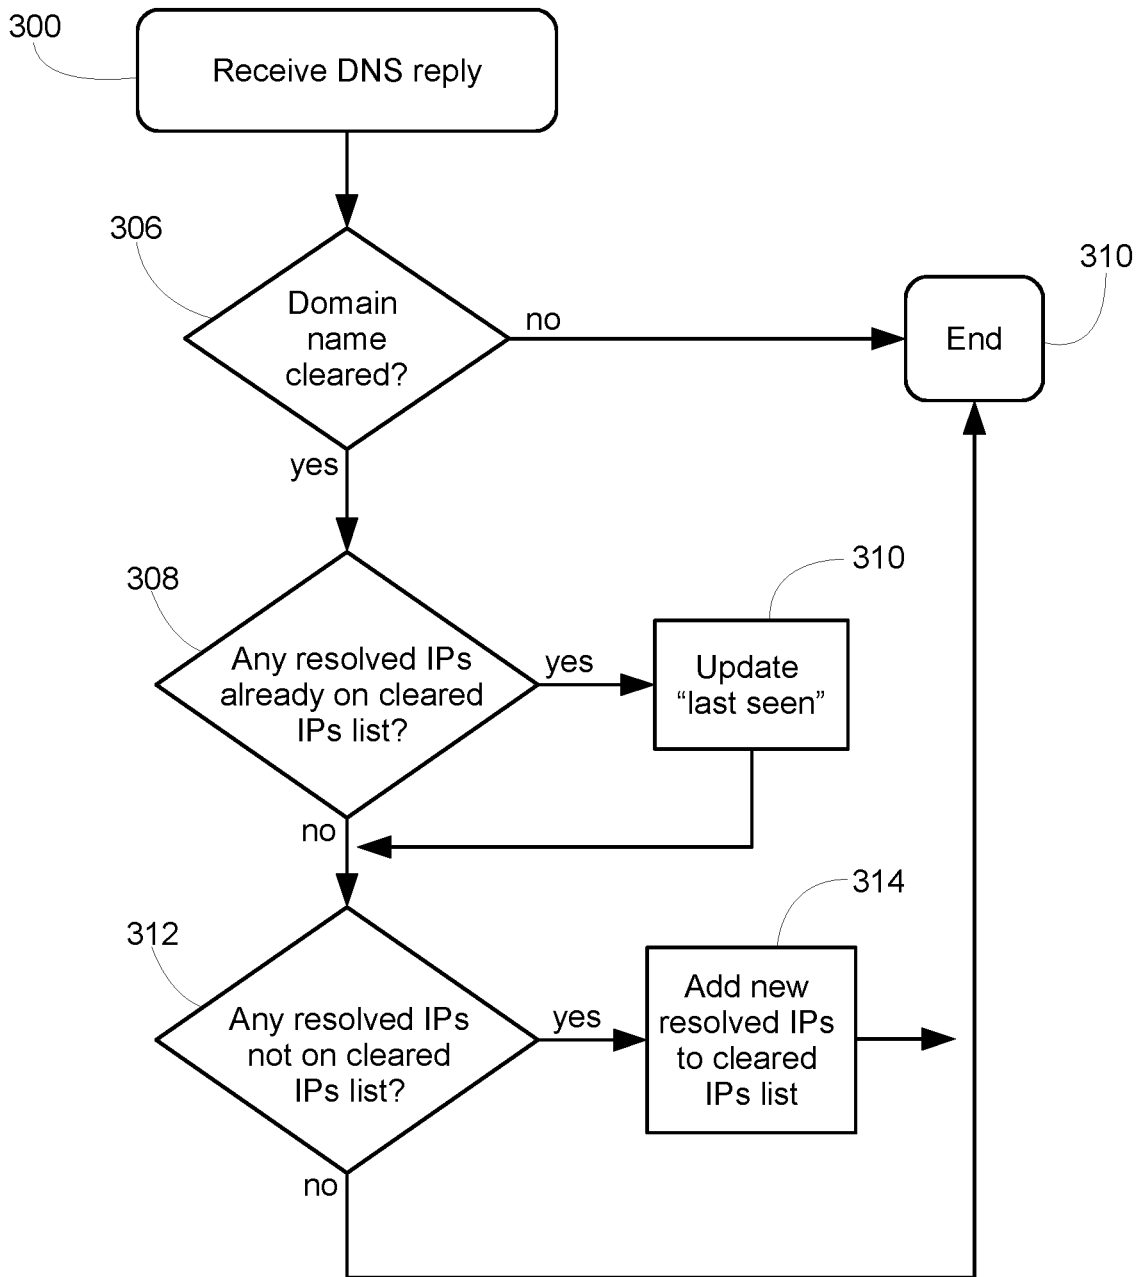 300
Receive DNS reply
306
Domain
name
cleared?
no
End
310
yes
308
Any resolved IPs
already on cleared
IPs list?
yes
310
Update
“last seen”
no
312
Any resolved IPs
not on cleared
IPs list?
yes
314
Add new
resolved IPs
to cleared
IPs list
no